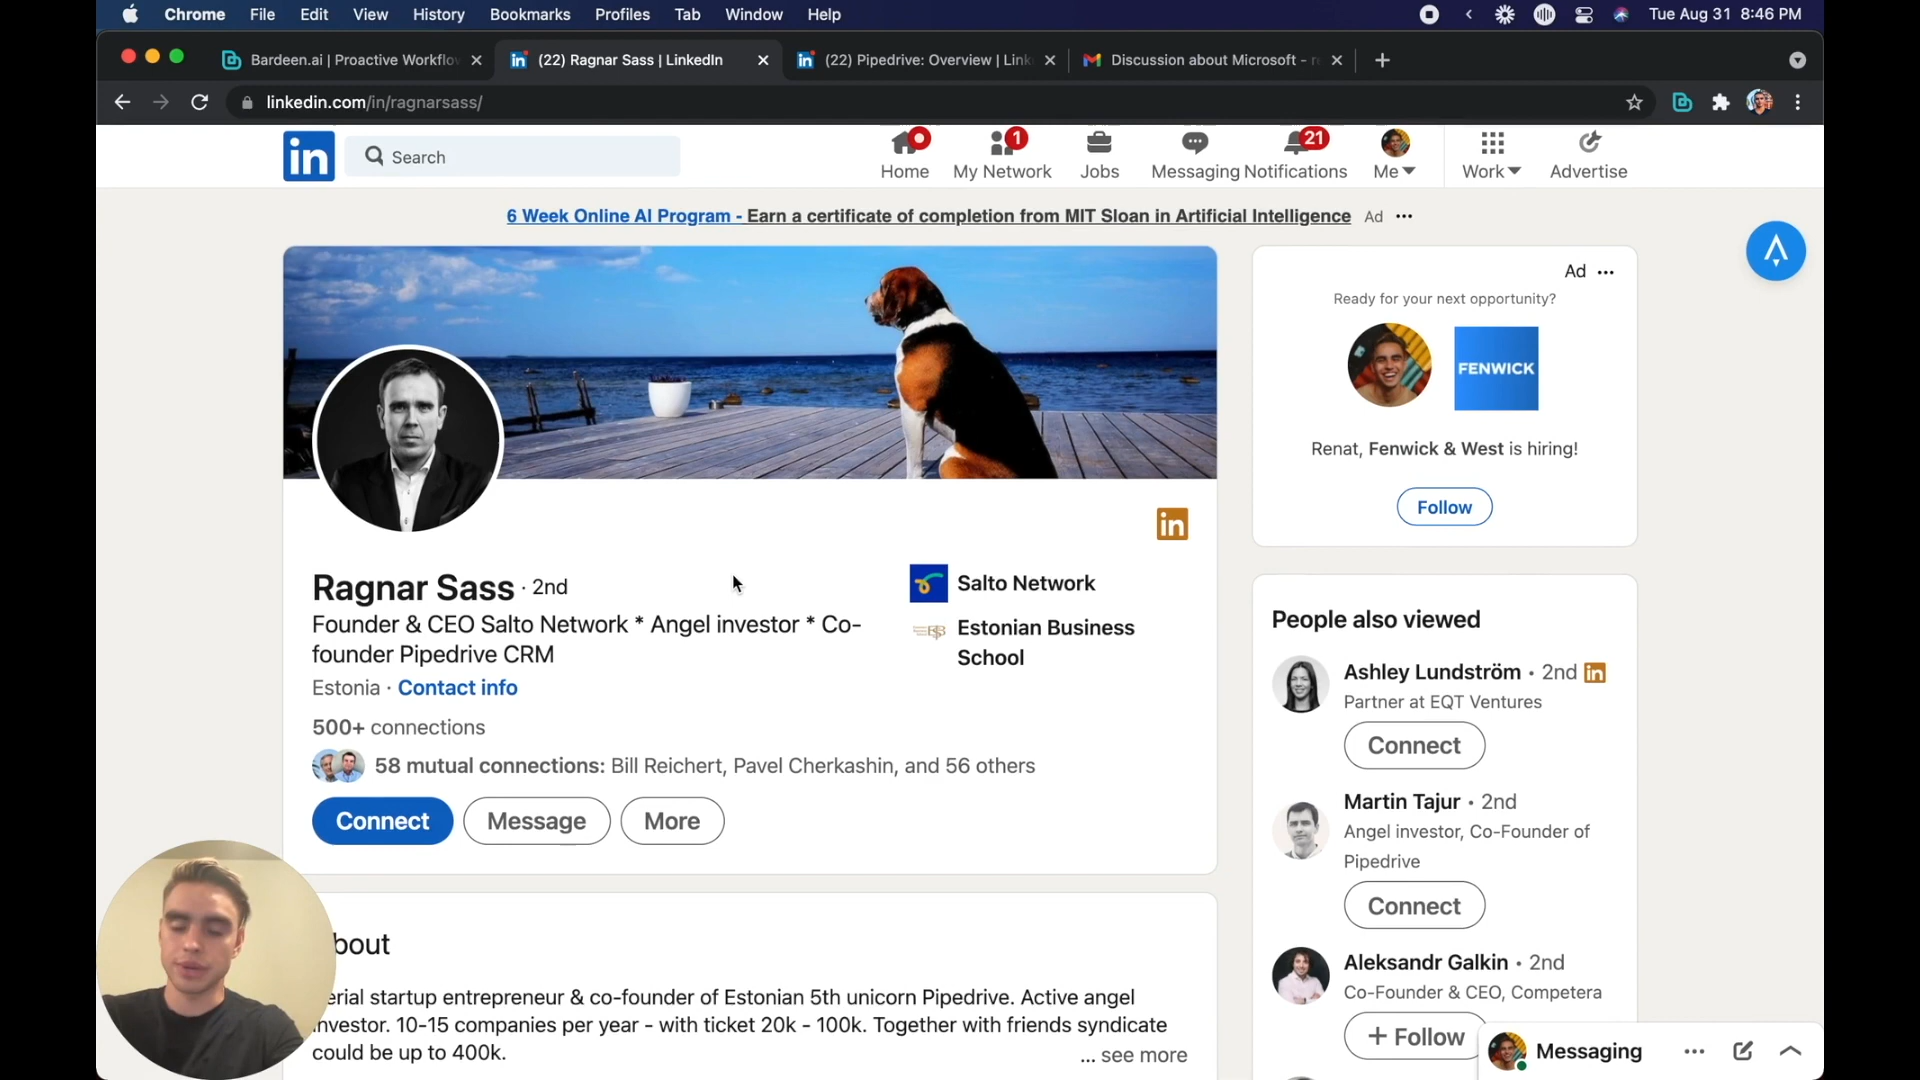 Chrome File Edit View History Bookmarks Profiles Tab Window Help
Tue Aug 31 8:46 PM
Bardeen.ai | Proactive Workflo
(22) Ragnar Sass | LinkedIn
(22) Pipedrive: Overview | Link
Discussion about Microsoft - r
linkedin.com/in/ragnarsass/
in
Search
Home
1
My Network
Jobs
Messaging
21
Notifications
Me
Work
Advertise
6 Week Online AI Program - Earn a certificate of completion from MIT Sloan in Artificial Intelligence Ad
Ragnar Sass · 2nd
Founder & CEO Salto Network * Angel investor * Co-
founder Pipedrive CRM
Estonia · Contact info
500+ connections
58 mutual connections: Bill Reichert, Pavel Cherkashin, and 56 others
Connect
Message
More
in
Salto Network
Estonian Business
School
bout
erial startup entrepreneur & co-founder of Estonian 5th unicorn Pipedrive. Active angel
nvestor. 10-15 companies per year - with ticket 20k - 100k. Together with friends syndicate
could be up to 400k.
... see more
Ad
Ready for your next opportunity?
FENWICK
Renat, Fenwick & West is hiring!
Follow
People also viewed
Ashley Lundström · 2nd in
Partner at EQT Ventures
Connect
Martin Tajur · 2nd
Angel investor, Co-Founder of
Pipedrive
Connect
Aleksandr Galkin · 2nd
Co-Founder & CEO, Competera
+ Follow
Messaging